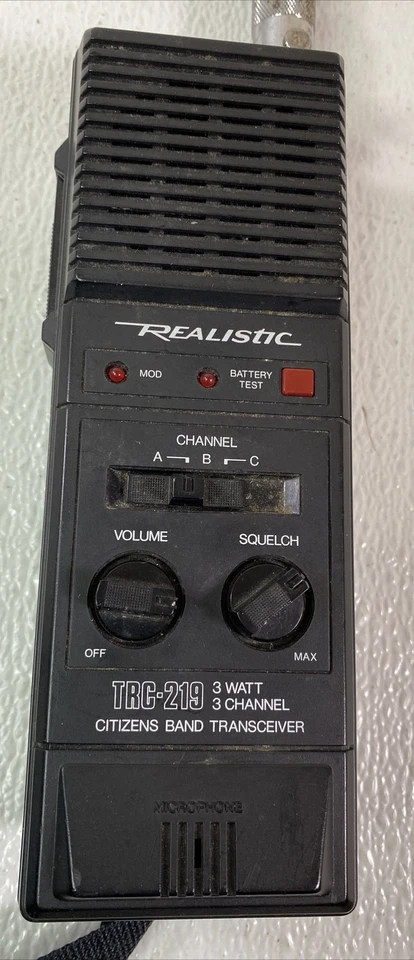 REALISTIC
MOD
BATTERY
TEST
CHANNEL
A B C
VOLUME SQUELCH
OFF MAX
TRC-219 3 WATT
3 CHANNEL
CITIZENS BAND TRANSCEIVER
MICROPHONE